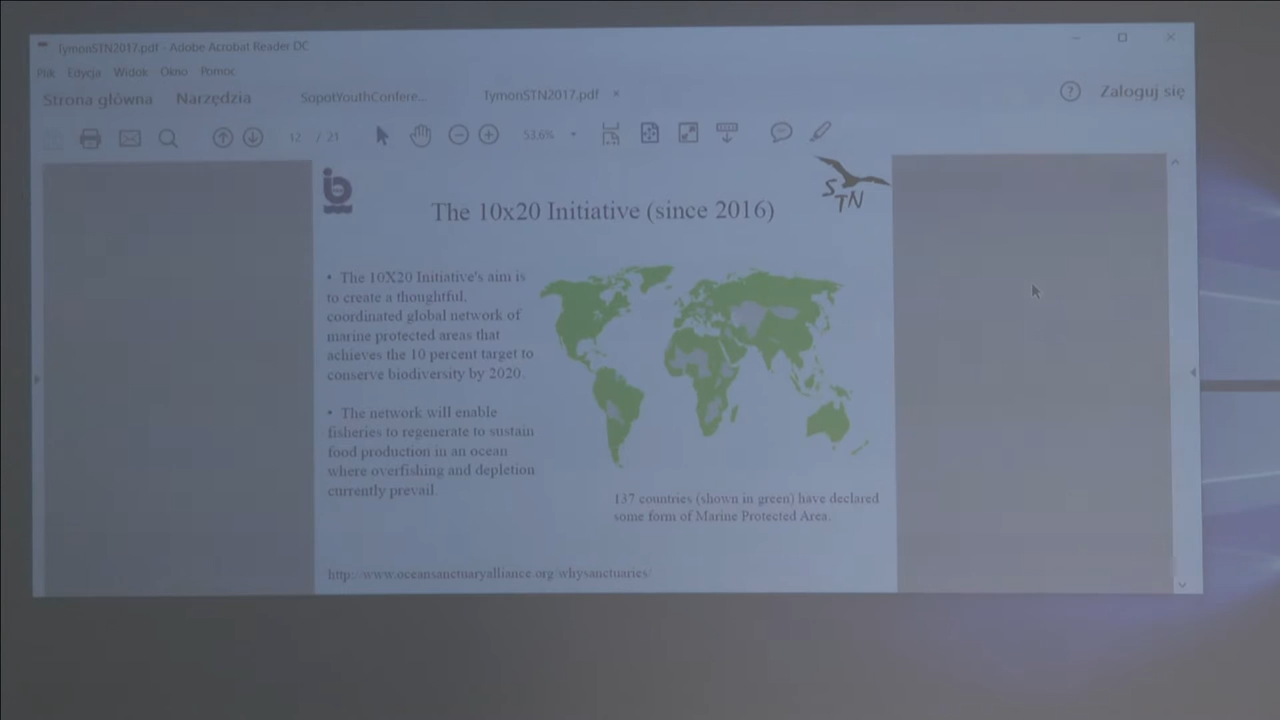 TymonSTN2017.pdf - Adobe Acrobat Reader DC
Plik Edycja Widok Okno Pomoc
Strona główna Narzędzia SopotYouthConfere... TymonSTN2017.pdf × ? Zaloguj się
12 / 21 53.6%
STN
The 10x20 Initiative (since 2016)
• The 10X20 Initiative's aim is
to create a thoughtful,
coordinated global network of
marine protected areas that
achieves the 10 percent target to
conserve biodiversity by 2020.
• The network will enable
fisheries to regenerate to sustain
food production in an ocean
where overfishing and depletion
currently prevail.
137 countries (shown in green) have declared
some form of Marine Protected Area.
http://www.oceansanctuaryalliance.org/whysanctuaries/